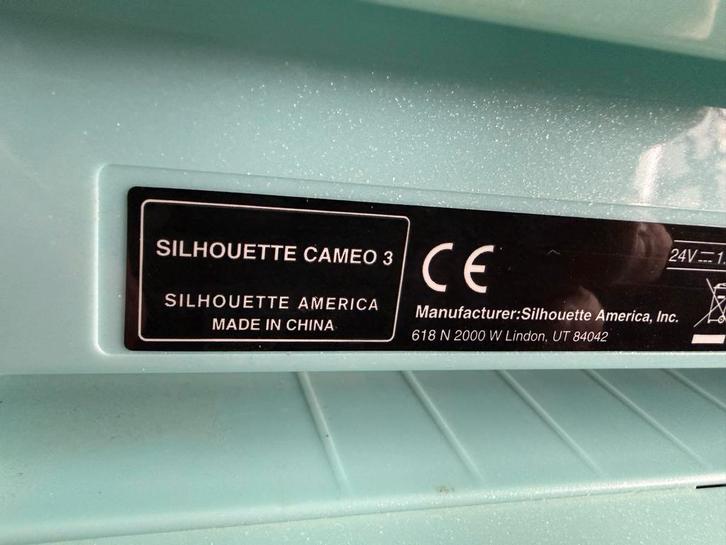 SILHOUETTE CAMEO 3
SILHOUETTE AMERICA
MADE IN CHINA
CE
24V ⎓ 1.
Manufacturer:Silhouette America, Inc.
618 N 2000 W Lindon, UT 84042